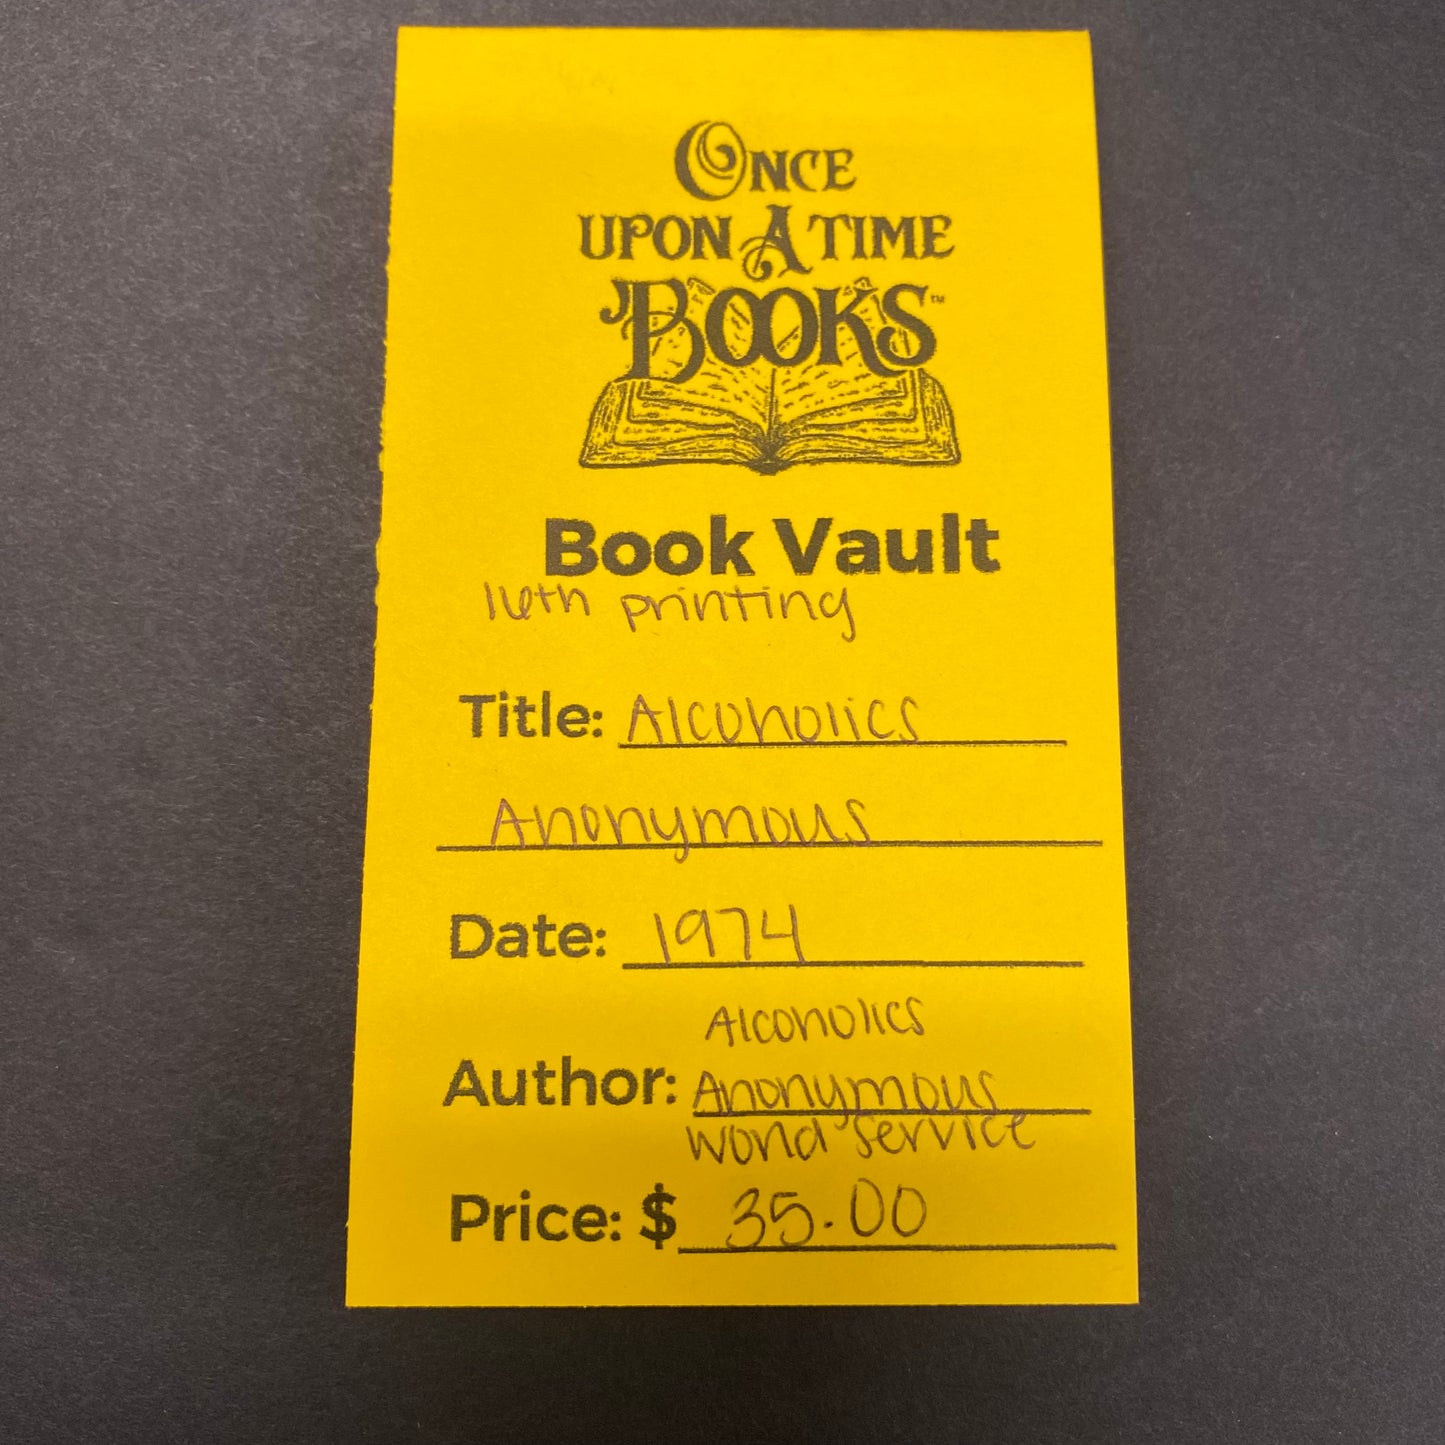 ONCE
UPON A TIME
BOOKS™
Book Vault
16th printing
Title: Alcoholics
Anonymous
Date: 1974
Alcoholics
Author: Anonymous
World Service
Price: $ 35.00